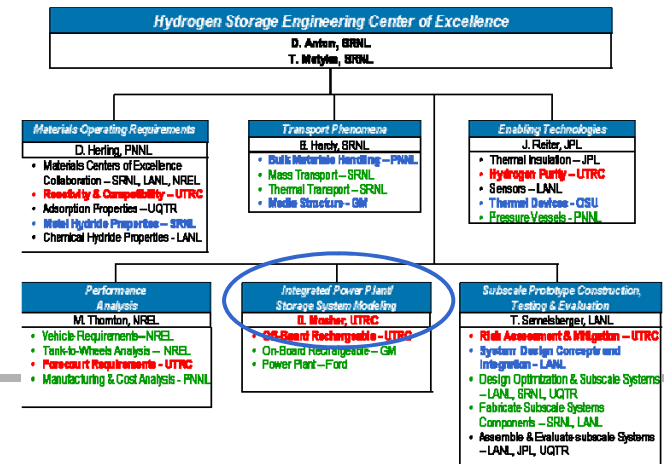 Hydrogen Storage Engineering Center of Excellence
D. Anton, SRNL
T. Motyka, SRNL
Materials Operating Requirements
D. Herling, PNNL
• Materials Centers of Excellence
Collaboration – SRNL, LANL, NREL
• Reactivity & Compatibility – UTRC
• Adsorption Properties – UQTR
• Metal Hydride Properties – SRNL
• Chemical Hydride Properties - LANL
Transport Phenomena
B. Hardy, SRNL
• Bulk Materials Handling – PNNL
• Mass Transport – SRNL
• Thermal Transport – SRNL
• Media Structure - GM
Enabling Technologies
J. Reiter, JPL
• Thermal Insulation – JPL
• Hydrogen Purity – UTRC
• Sensors – LANL
• Thermal Devices - OSU
• Pressure Vessels - PNNL
Performance
Analysis
M. Thornton, NREL
• Vehicle Requirements– NREL
• Tank-to-Wheels Analysis – NREL
• Forecourt Requirements - UTRC
• Manufacturing & Cost Analysis - PNNL
Integrated Power Plant/
Storage System Modeling
D. Mosher, UTRC
• Off-Board Rechargeable - UTRC
• On-Board Rechargeable – GM
• Power Plant – Ford
Subscale Prototype Construction,
Testing & Evaluation
T. Semelsberger, LANL
• Risk Assessment & Mitigation – UTRC
• System Design Concepts and
Integration - LANL
• Design Optimization & Subscale Systems
– LANL, SRNL, UQTR
• Fabricate Subscale Systems
Components – SRNL, LANL
• Assemble & Evaluate subscale Systems
– LANL, JPL, UQTR